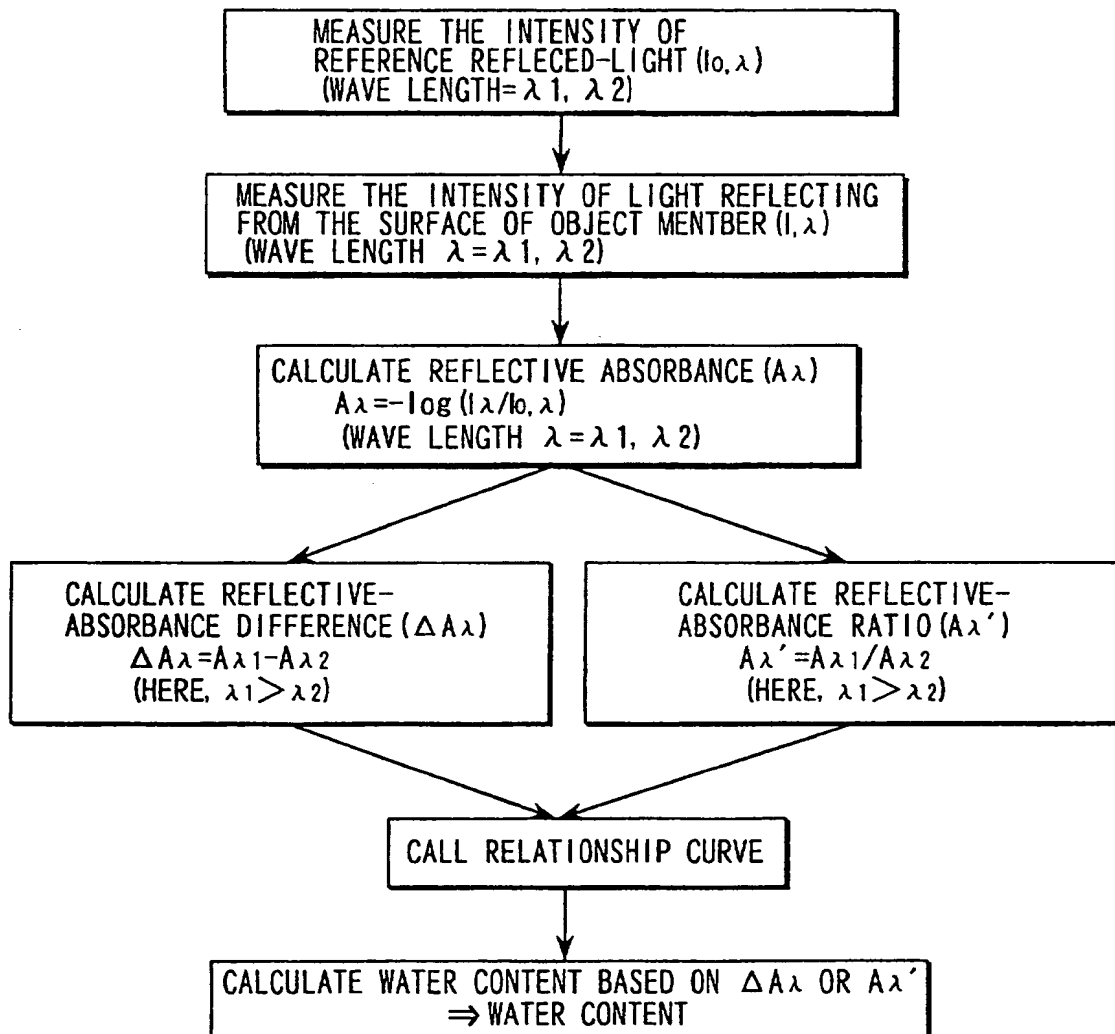 MEASURE THE INTENSITY OF
REFERENCE REFLECED-LIGHT (Io, λ)
(WAVE LENGTH=λ1, λ2)
MEASURE THE INTENSITY OF LIGHT REFLECTING
FROM THE SURFACE OF OBJECT MENTBER (I, λ)
(WAVE LENGTH λ=λ1, λ2)
CALCULATE REFLECTIVE ABSORBANCE (Aλ)
Aλ=-log (Iλ/Io, λ)
(WAVE LENGTH λ=λ1, λ2)
CALCULATE REFLECTIVE-
ABSORBANCE DIFFERENCE (ΔAλ)
ΔAλ=Aλ1-Aλ2
(HERE, λ1>λ2)
CALCULATE REFLECTIVE-
ABSORBANCE RATIO (Aλ')
Aλ'=Aλ1/Aλ2
(HERE, λ1>λ2)
CALL RELATIONSHIP CURVE
CALCULATE WATER CONTENT BASED ON ΔAλ OR Aλ'
⇒ WATER CONTENT